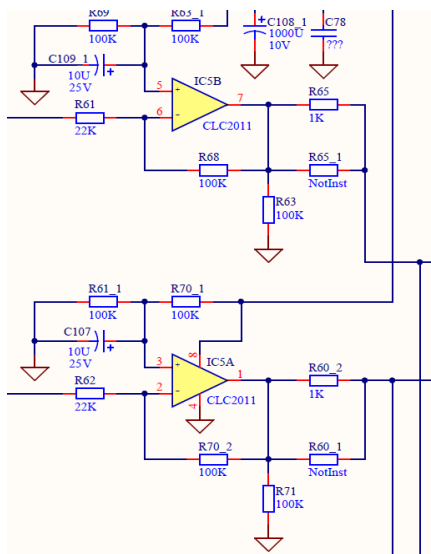 R69
R63_1
100K
100K
C108_1
1000U
10V
C78
???
C109_1
10U
25V
IC5B
5
+
6
-
7
CLC2011
R61
22K
R65
1K
R68
100K
R65_1
NotInst
R63
100K
R61_1
R70_1
100K
100K
C107
10U
25V
8
IC5A
3
+
2
-
1
4
CLC2011
R62
22K
R60_2
1K
R70_2
100K
R60_1
NotInst
R71
100K